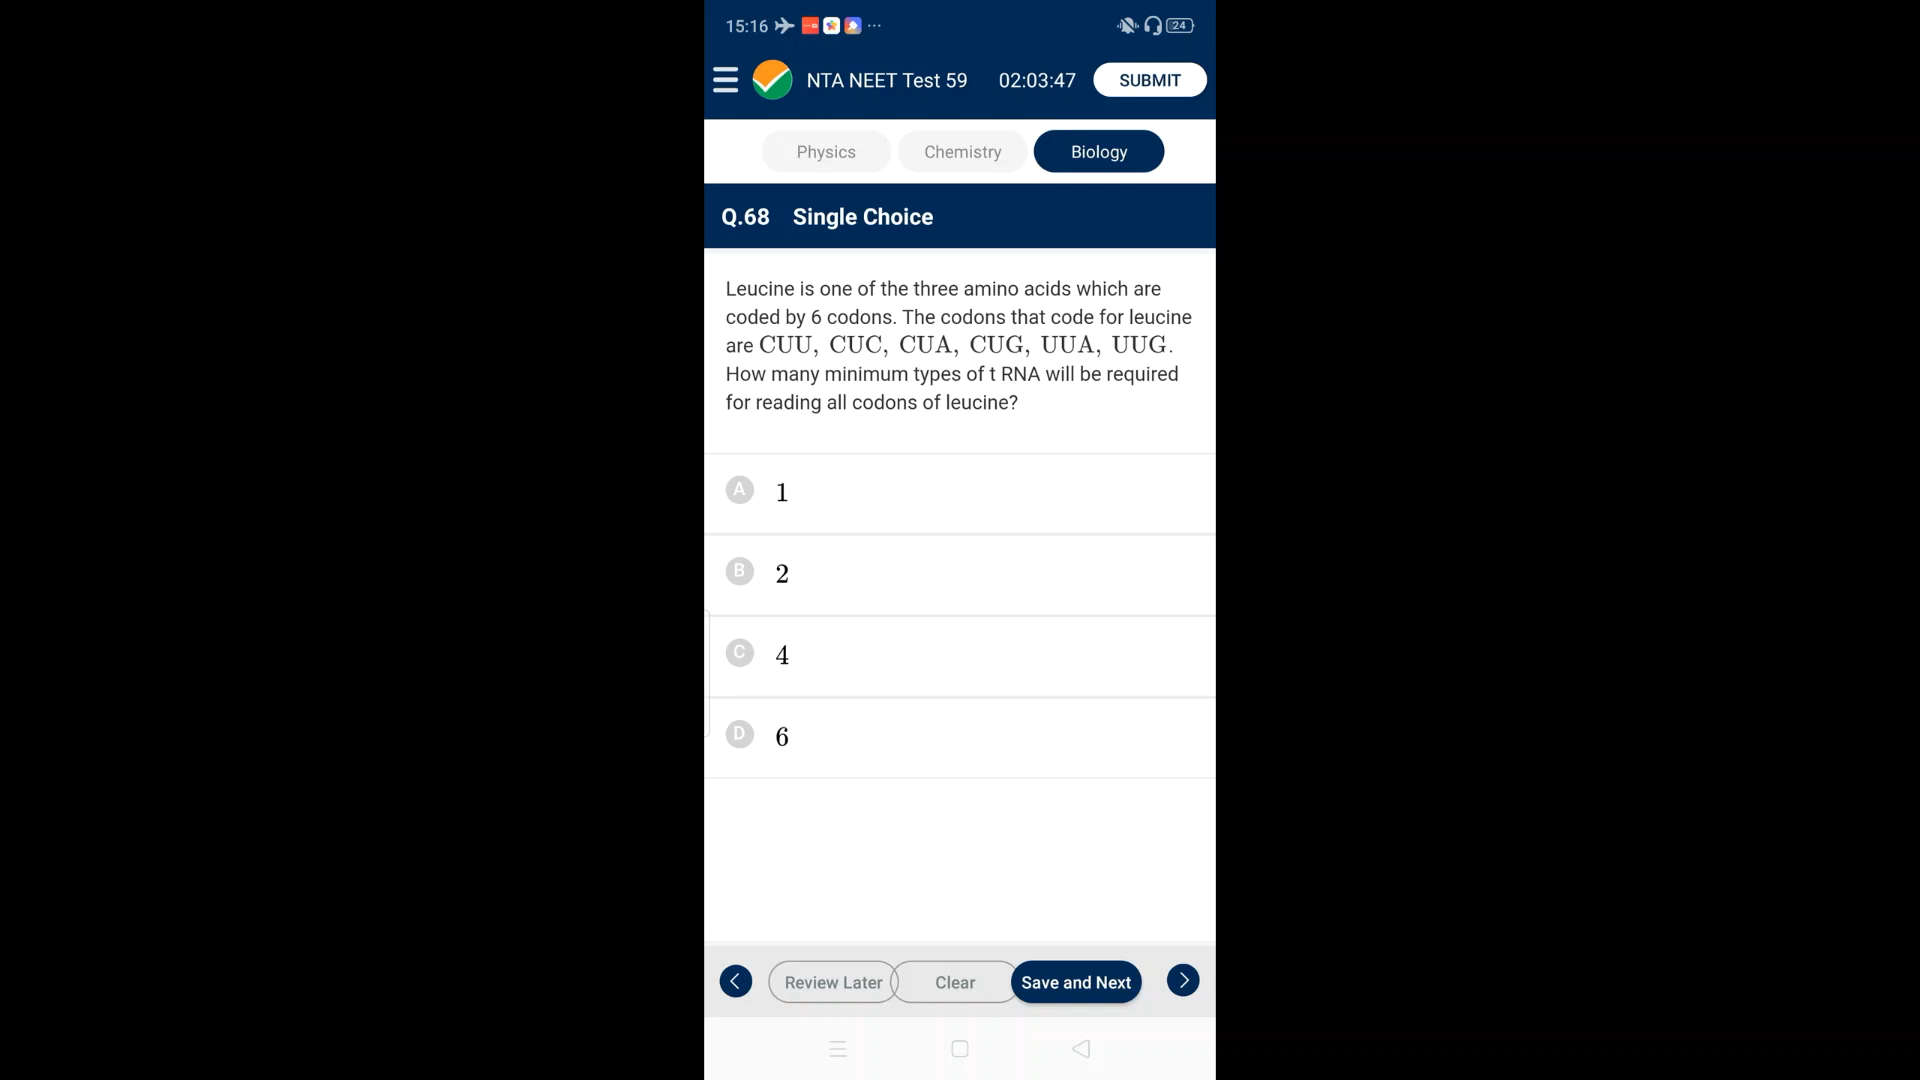 15:16 ··· 24
NTA NEET Test 59 02:03:47 SUBMIT
Physics Chemistry Biology
Q.68 Single Choice
Leucine is one of the three amino acids which are
coded by 6 codons. The codons that code for leucine
are CUU, CUC, CUA, CUG, UUA, UUG.
How many minimum types of t RNA will be required
for reading all codons of leucine?
A 1
B 2
C 4
D 6
Review Later Clear Save and Next